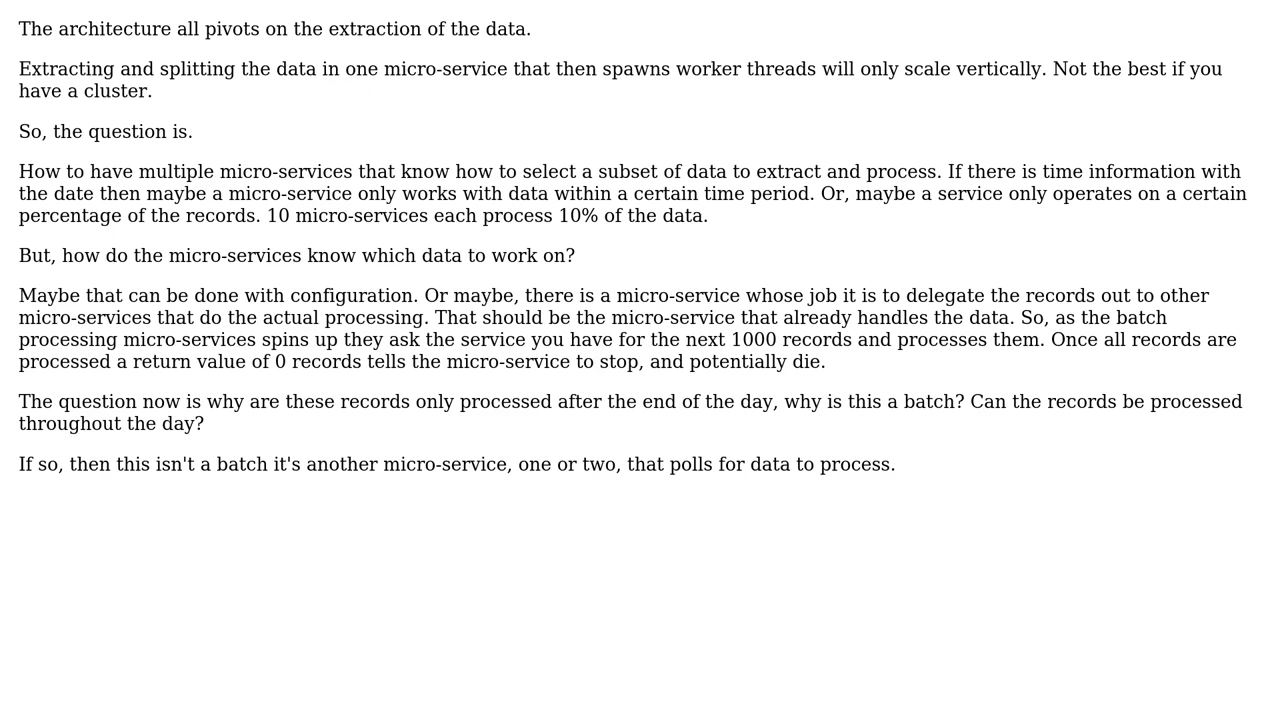 The architecture all pivots on the extraction of the data.
Extracting and splitting the data in one micro-service that then spawns worker threads will only scale vertically. Not the best if you
have a cluster.
So, the question is.
How to have multiple micro-services that know how to select a subset of data to extract and process. If there is time information with
the date then maybe a micro-service only works with data within a certain time period. Or, maybe a service only operates on a certain
percentage of the records. 10 micro-services each process 10% of the data.
But, how do the micro-services know which data to work on?
Maybe that can be done with configuration. Or maybe, there is a micro-service whose job it is to delegate the records out to other
micro-services that do the actual processing. That should be the micro-service that already handles the data. So, as the batch
processing micro-services spins up they ask the service you have for the next 1000 records and processes them. Once all records are
processed a return value of 0 records tells the micro-service to stop, and potentially die.
The question now is why are these records only processed after the end of the day, why is this a batch? Can the records be processed
throughout the day?
If so, then this isn't a batch it's another micro-service, one or two, that polls for data to process.